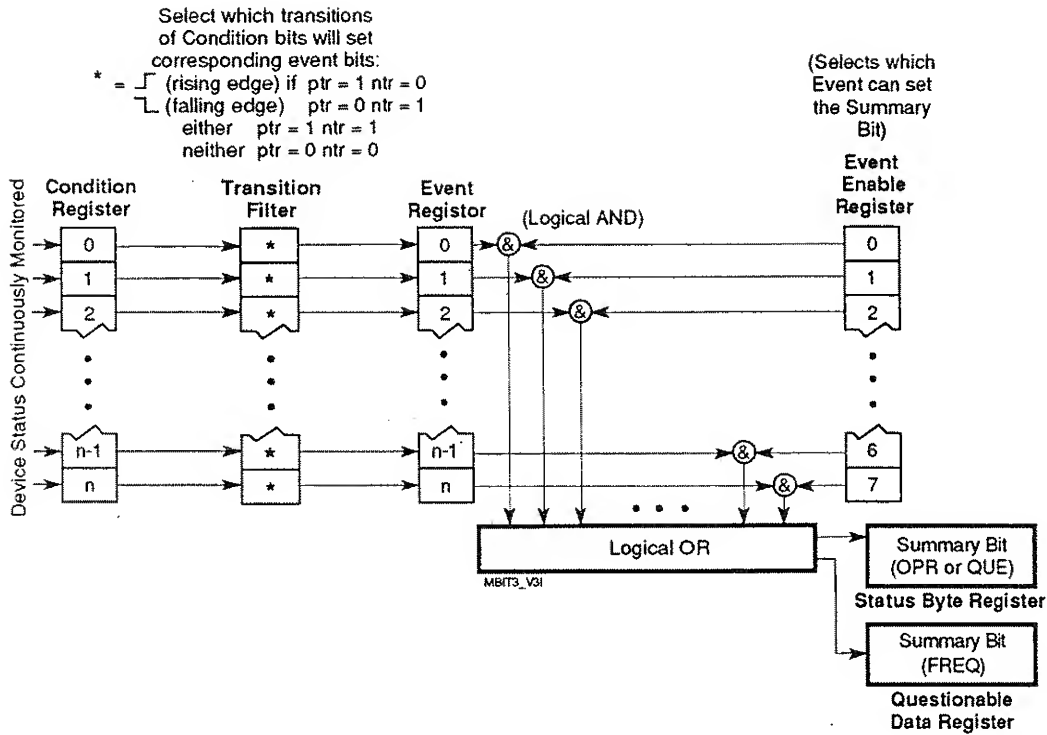 Select which transitions
of Condition bits will set
corresponding event bits:
* = (rising edge) if ptr = 1 ntr = 0
(falling edge) ptr = 0 ntr = 1
either ptr = 1 ntr = 1
neither ptr = 0 ntr = 0
(Selects which
Event can set
the Summary
Bit)
Device Status Continuously Monitored
Condition
Register
Transition
Filter
Event
Registor
(Logical AND)
Event
Enable
Register
0 * 0 & 0
1 * 1 & 1
2 * 2 & 2
n-1 * n-1 & 6
n * n & 7
Logical OR
MBIT3_V3I
Summary Bit
(OPR or QUE)
Status Byte Register
Summary Bit
(FREQ)
Questionable
Data Register